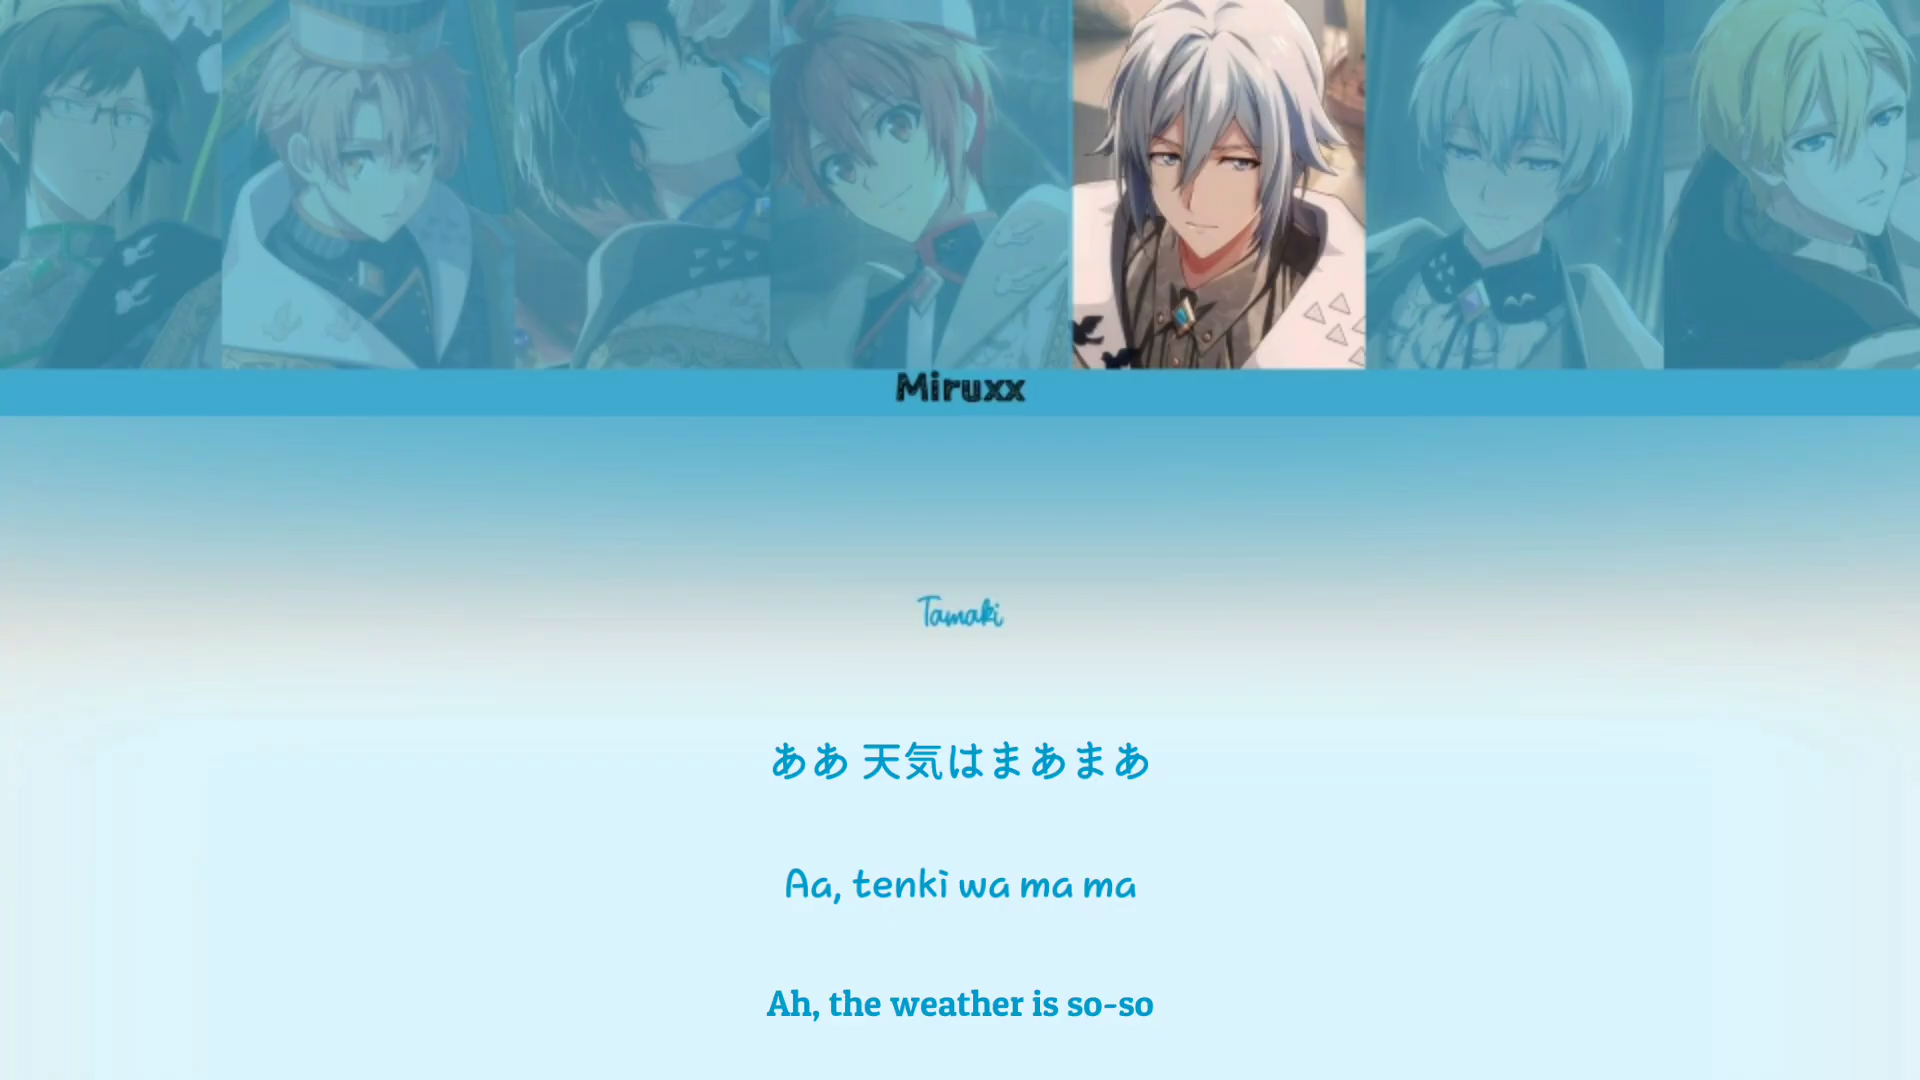 Miruxx
Tamaki
ああ 天気はまあまあ
Aa, tenki wa ma ma
Ah, the weather is so-so